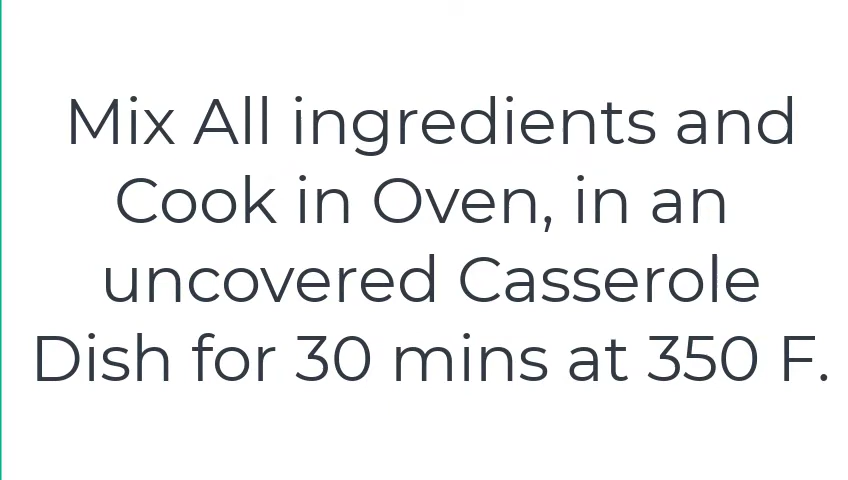 Mix All ingredients and
Cook in Oven, in an
uncovered Casserole
Dish for 30 mins at 350 F.